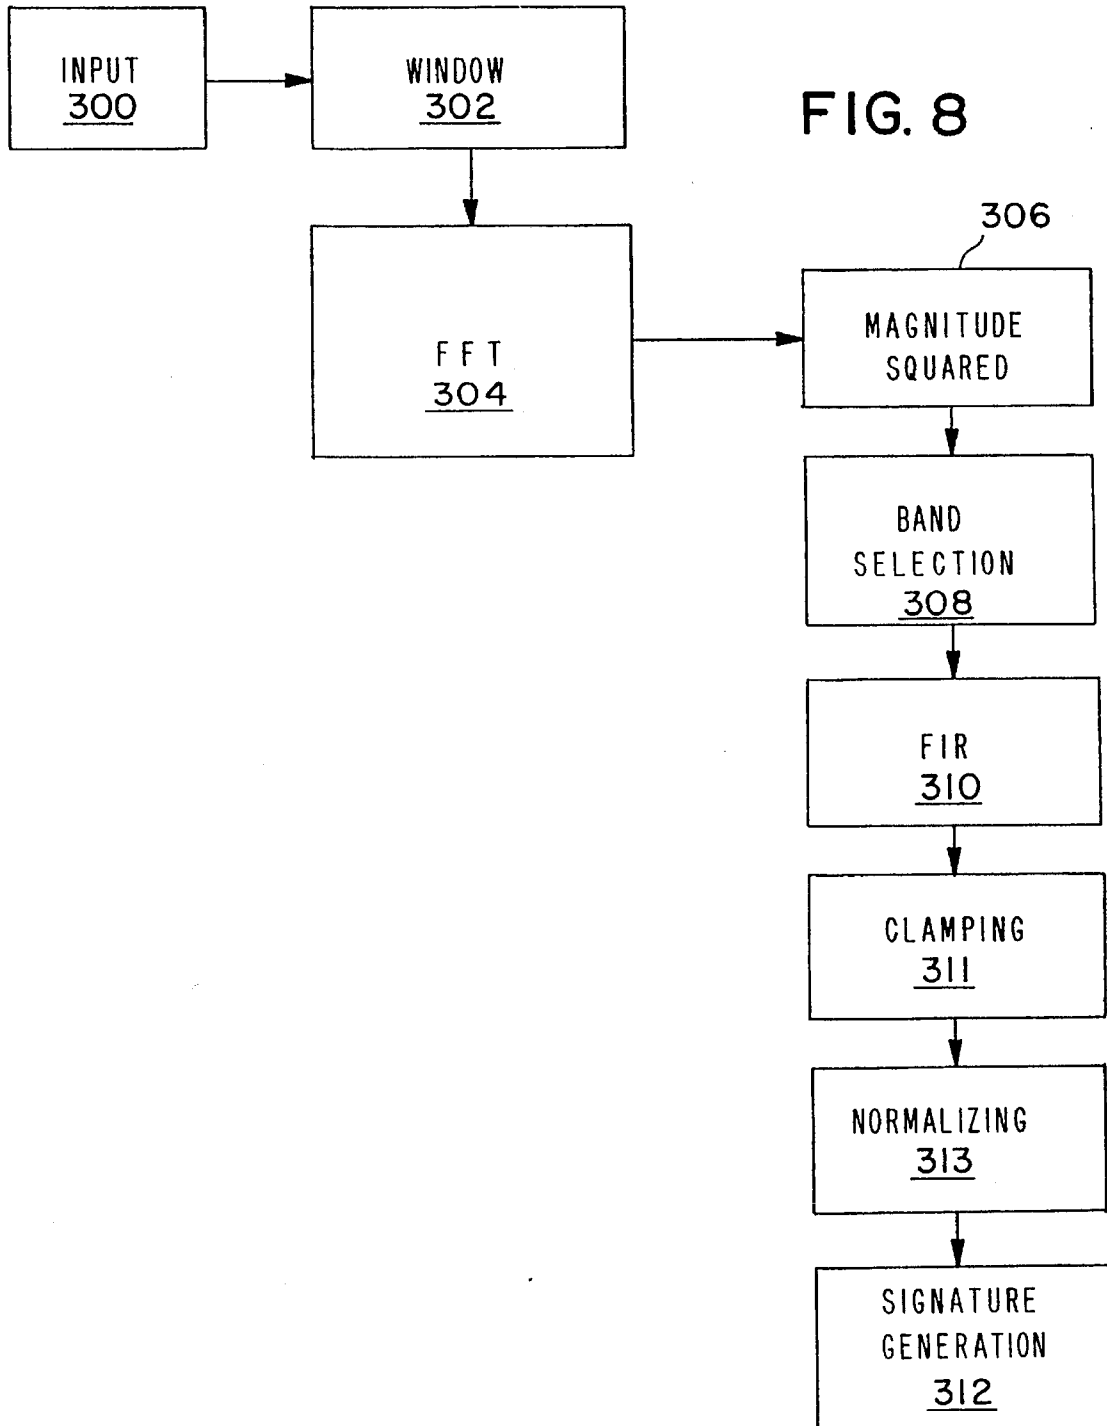 INPUT
300
WINDOW
302
FIG. 8
FFT
304
306
MAGNITUDE
SQUARED
BAND
SELECTION
308
FIR
310
CLAMPING
311
NORMALIZING
313
SIGNATURE
GENERATION
312